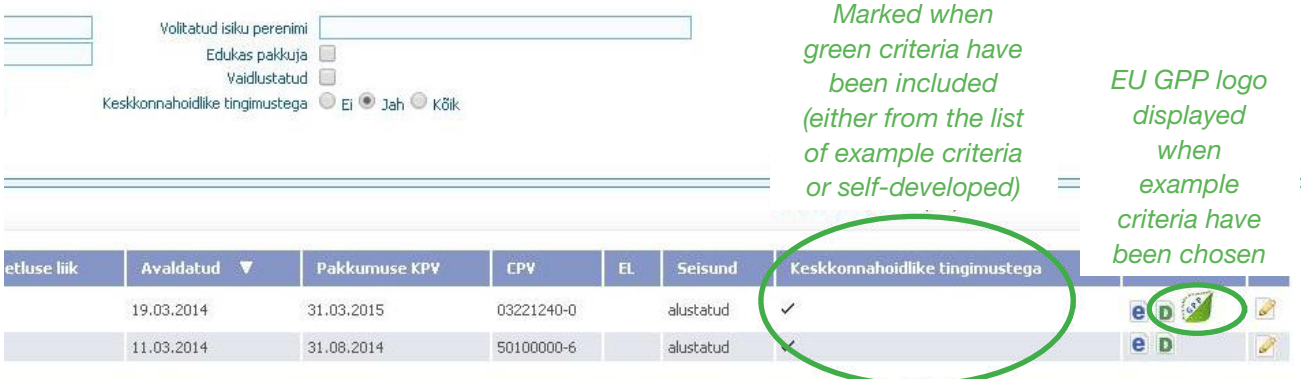 Volitatud isiku perenimi
Edukas pakkuja
Vaidlustatud
Keskkonnahoidlike tingimustega Ei Jah Kõik
Marked when
green criteria have
been included
(either from the list
of example criteria
or self-developed)
EU GPP logo
displayed
when
example
criteria have
been chosen
etluse liik Avaldatud ▼ Pakkumuse KPV CPV EL Seisund Keskkonnahoidlike tingimustega
19.03.2014 31.03.2015 03221240-0 alustatud ✓ e D GPP
11.03.2014 31.08.2014 50100000-6 alustatud ✓ e D